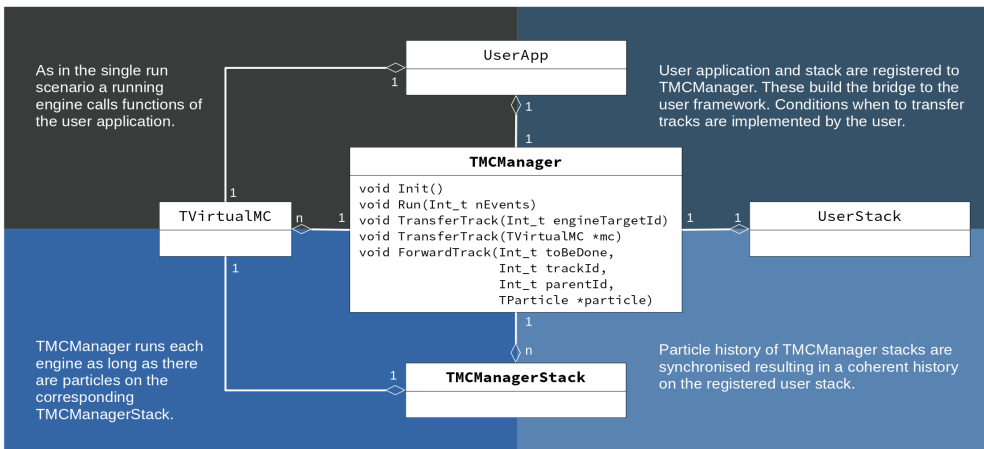 As in the single run
scenario a running
engine calls functions of
the user application.
UserApp
1
1
1
User application and stack are registered to
TMCManager. These build the bridge to the
user framework. Conditions when to transfer
tracks are implemented by the user.
TMCManager
void Init()
void Run(Int_t nEvents)
void TransferTrack(Int_t engineTargetId)
void TransferTrack(TVirtualMC *mc)
void ForwardTrack(Int_t toBeDone,
Int_t trackId,
Int_t parentId,
TParticle *particle)
1
TVirtualMC
n
1
1
1
1
UserStack
1
n
TMCManager runs each
engine as long as there
are particles on the
corresponding
TMCManagerStack.
1
TMCManagerStack
Particle history of TMCManager stacks are
synchronised resulting in a coherent history
on the registered user stack.